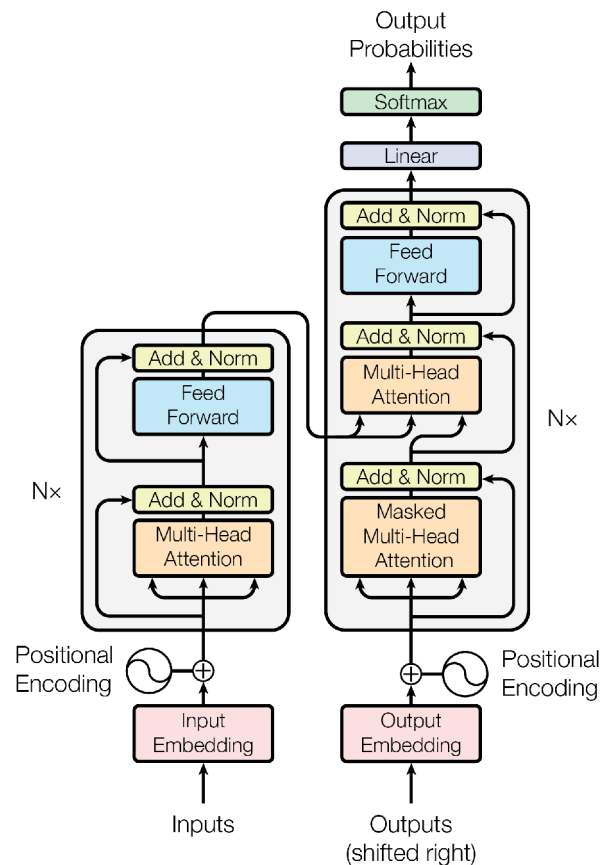 Output
Probabilities
Softmax
Linear
Add & Norm
Feed
Forward
Add & Norm
Multi-Head
Attention
Add & Norm
Masked
Multi-Head
Attention
N×
Positional
Encoding
Output
Embedding
Outputs
(shifted right)
Add & Norm
Feed
Forward
N×
Add & Norm
Multi-Head
Attention
Positional
Encoding
Input
Embedding
Inputs